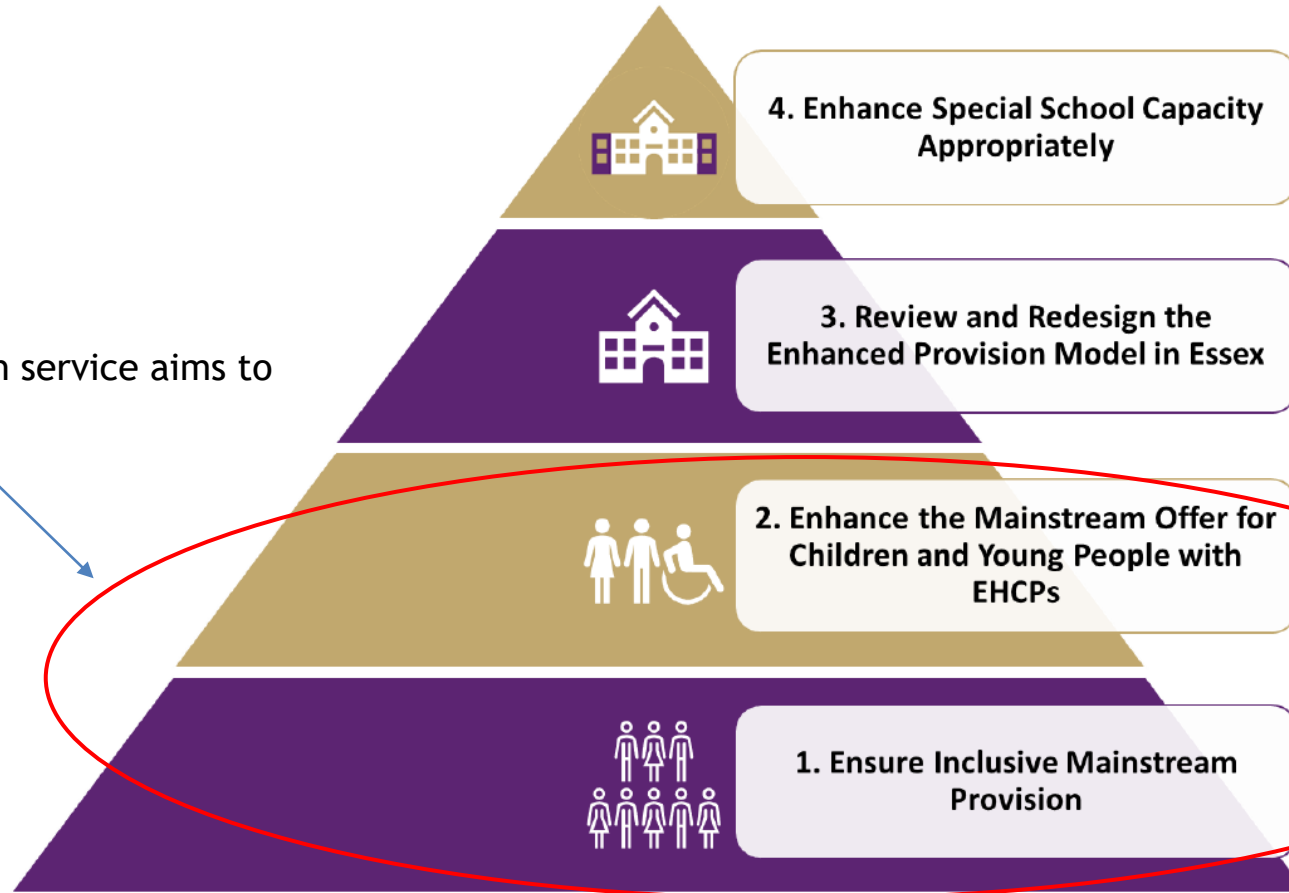 4. Enhance Special School Capacity
Appropriately
3. Review and Redesign the
Enhanced Provision Model in Essex
service aims to
2. Enhance the Mainstream Offer for
Children and Young People with
EHCPs
1. Ensure Inclusive Mainstream
Provision